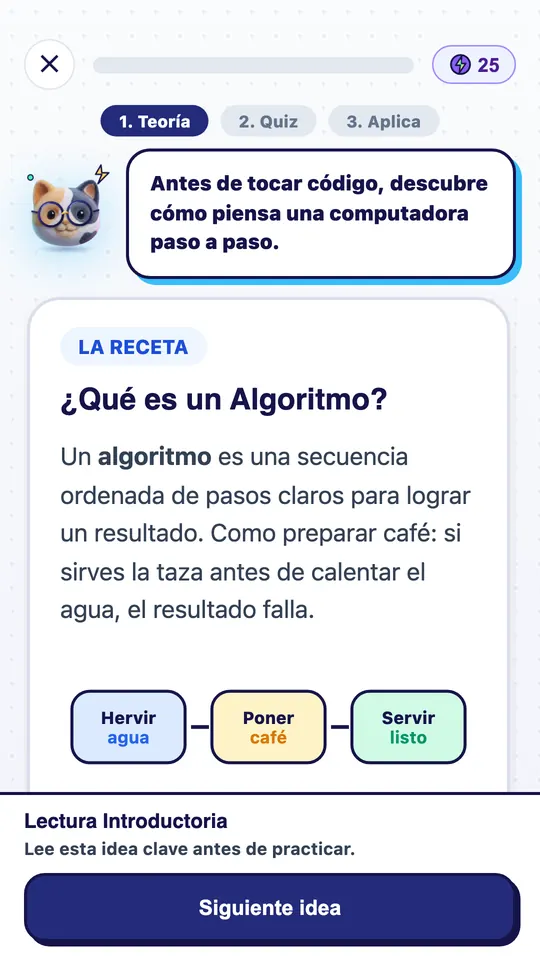 25
1. Teoría
2. Quiz
3. Aplica
Antes de tocar código, descubre
cómo piensa una computadora
paso a paso.
LA RECETA
¿Qué es un Algoritmo?
Un algoritmo es una secuencia
ordenada de pasos claros para lograr
un resultado. Como preparar café: si
sirves la taza antes de calentar el
agua, el resultado falla.
Hervir
agua
Poner
café
Servir
listo
Lectura Introductoria
Lee esta idea clave antes de practicar.
Siguiente idea